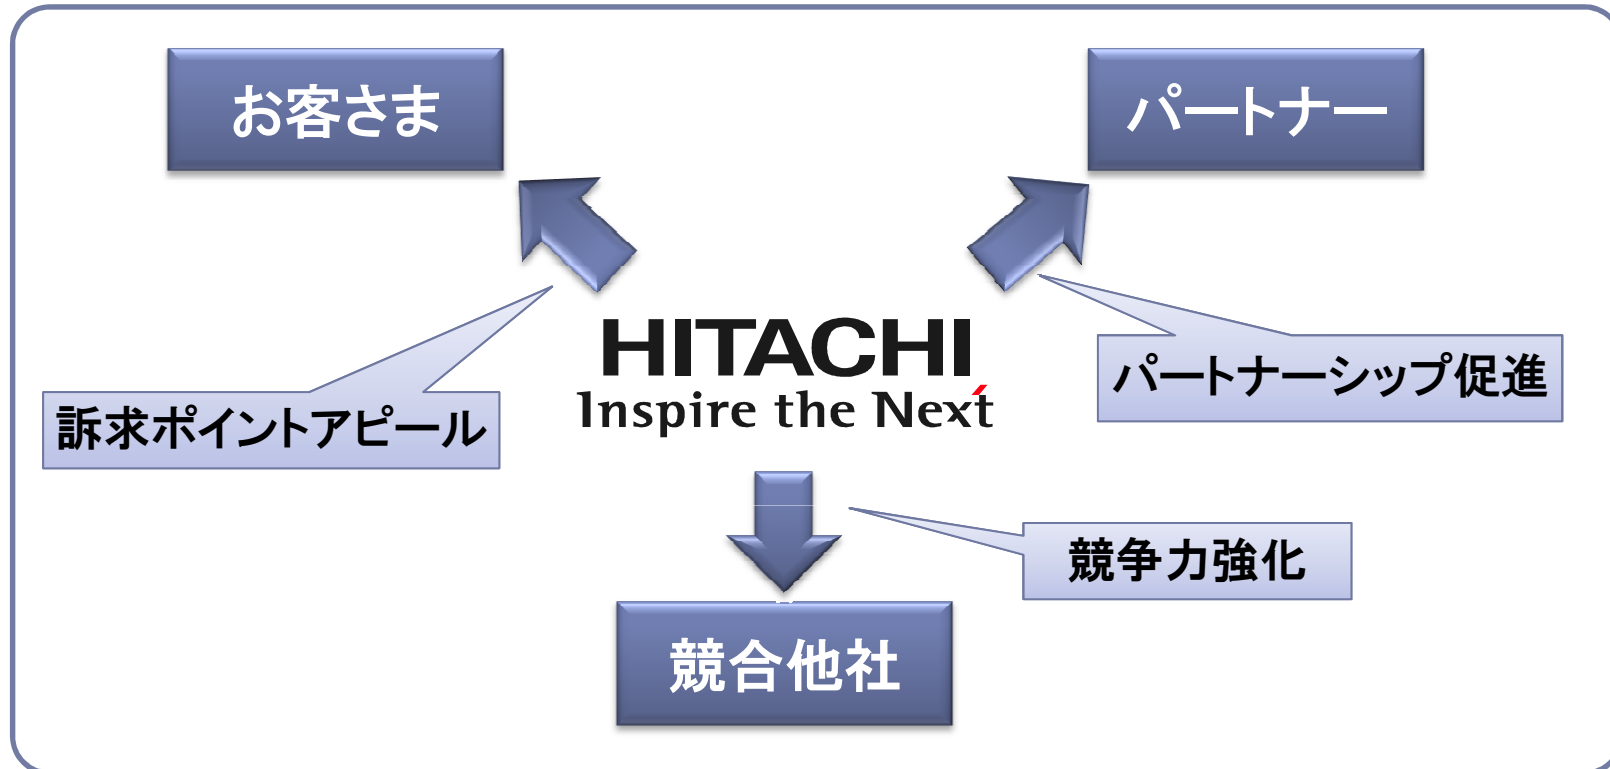 お客さま
パートナー
HITACHI
Inspire the Next
パートナーシップ促進
訴求ポイントアピール
競争力強化
競合他社